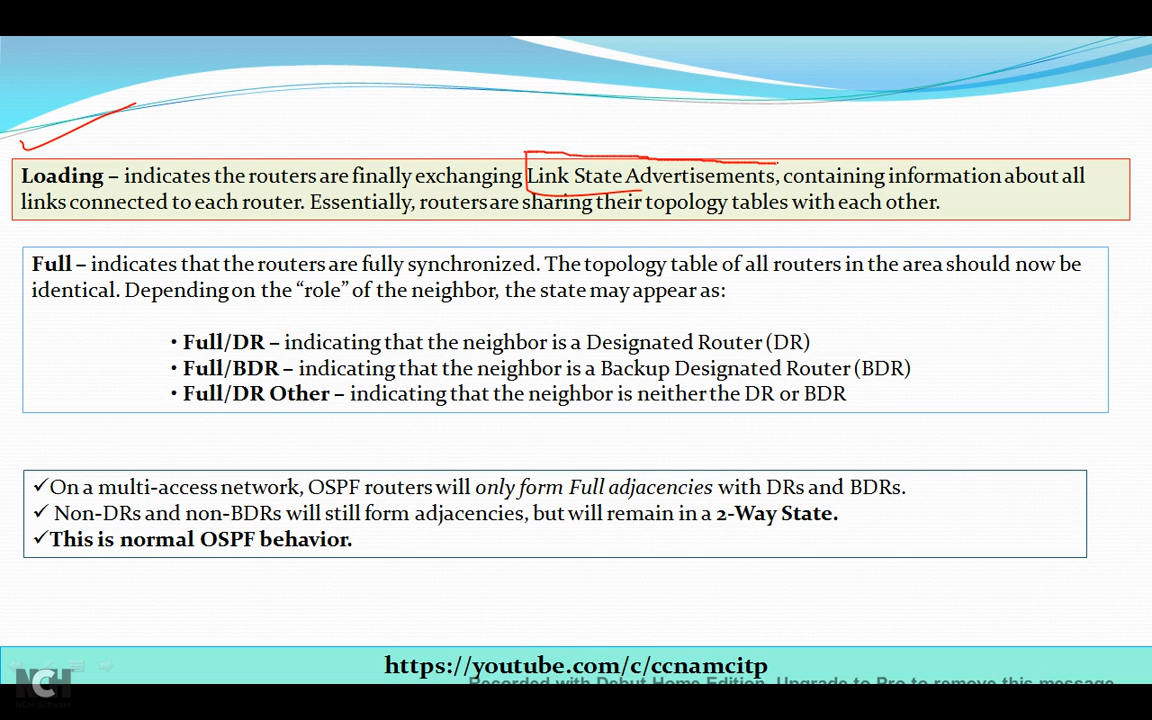 Loading – indicates the routers are finally exchanging Link State Advertisements, containing information about all
links connected to each router. Essentially, routers are sharing their topology tables with each other.
Full – indicates that the routers are fully synchronized. The topology table of all routers in the area should now be
identical. Depending on the “role” of the neighbor, the state may appear as:
• Full/DR – indicating that the neighbor is a Designated Router (DR)
• Full/BDR – indicating that the neighbor is a Backup Designated Router (BDR)
• Full/DR Other – indicating that the neighbor is neither the DR or BDR
✓On a multi-access network, OSPF routers will only form Full adjacencies with DRs and BDRs.
✓ Non-DRs and non-BDRs will still form adjacencies, but will remain in a 2-Way State.
✓This is normal OSPF behavior.
https://youtube.com/c/ccnamcitp
NCH
NCH Software
Recorded with Debut Home Edition. Upgrade to Pro to remove this message